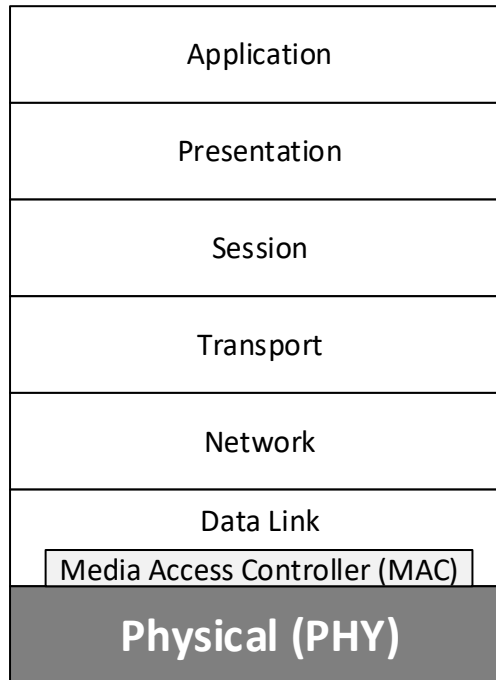 Application
Presentation
Session
Transport
Network
Data Link
Media Access Controller (MAC)
Physical (PHY)